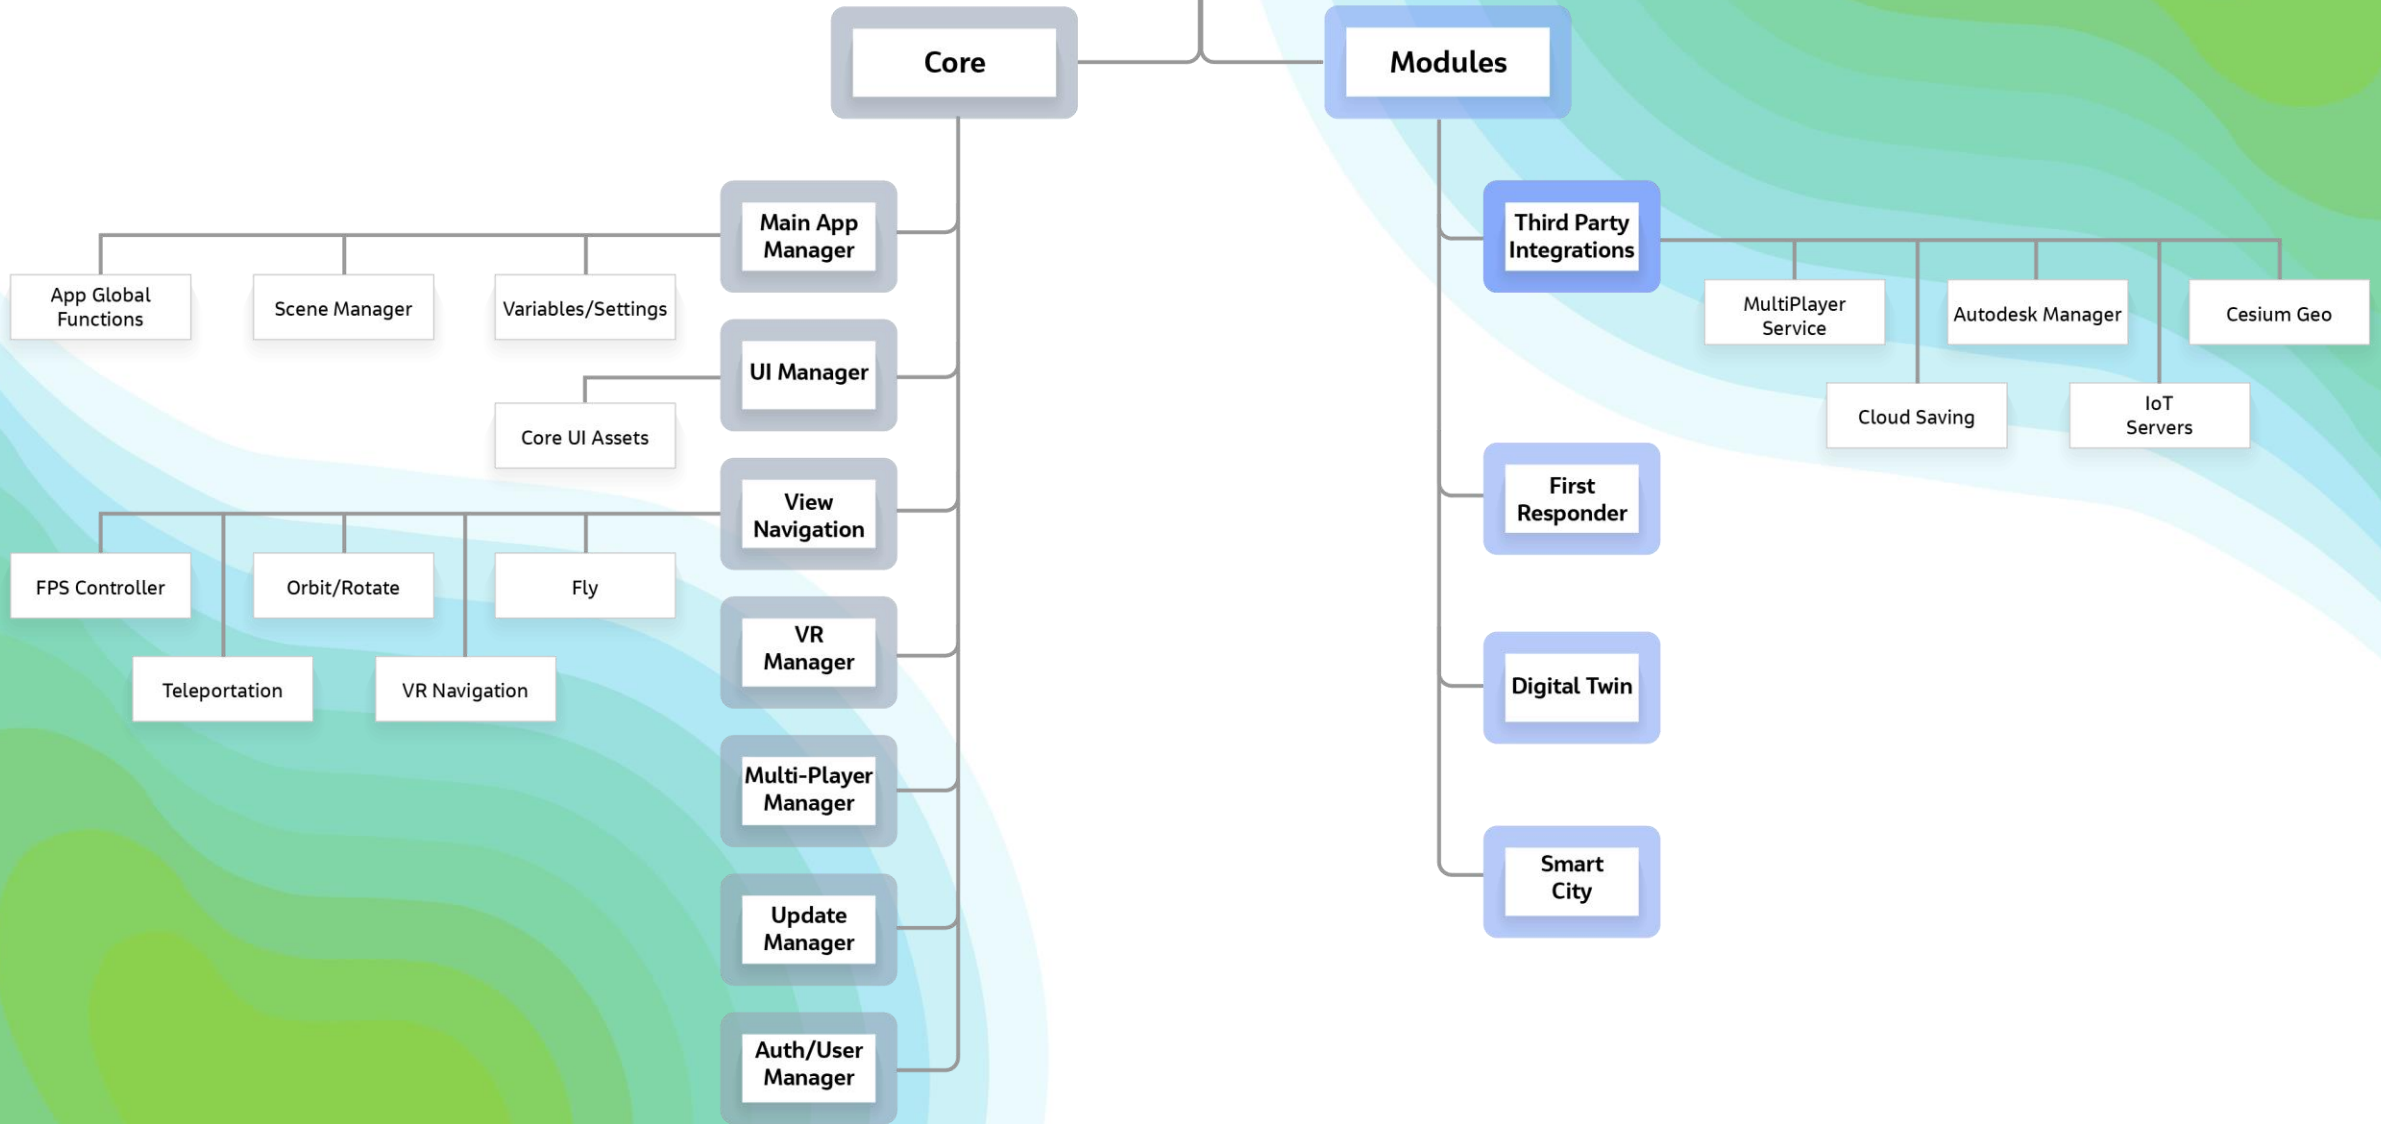 Core
Modules
Main App
Manager
App Global
Functions
Scene Manager
Variables/Settings
UI Manager
Core UI Assets
View
Navigation
FPS Controller
Orbit/Rotate
Fly
Teleportation
VR Navigation
VR
Manager
Multi-Player
Manager
Update
Manager
Auth/User
Manager
Third Party
Integrations
MultiPlayer
Service
Autodesk Manager
Cesium Geo
Cloud Saving
IoT
Servers
First
Responder
Digital Twin
Smart
City